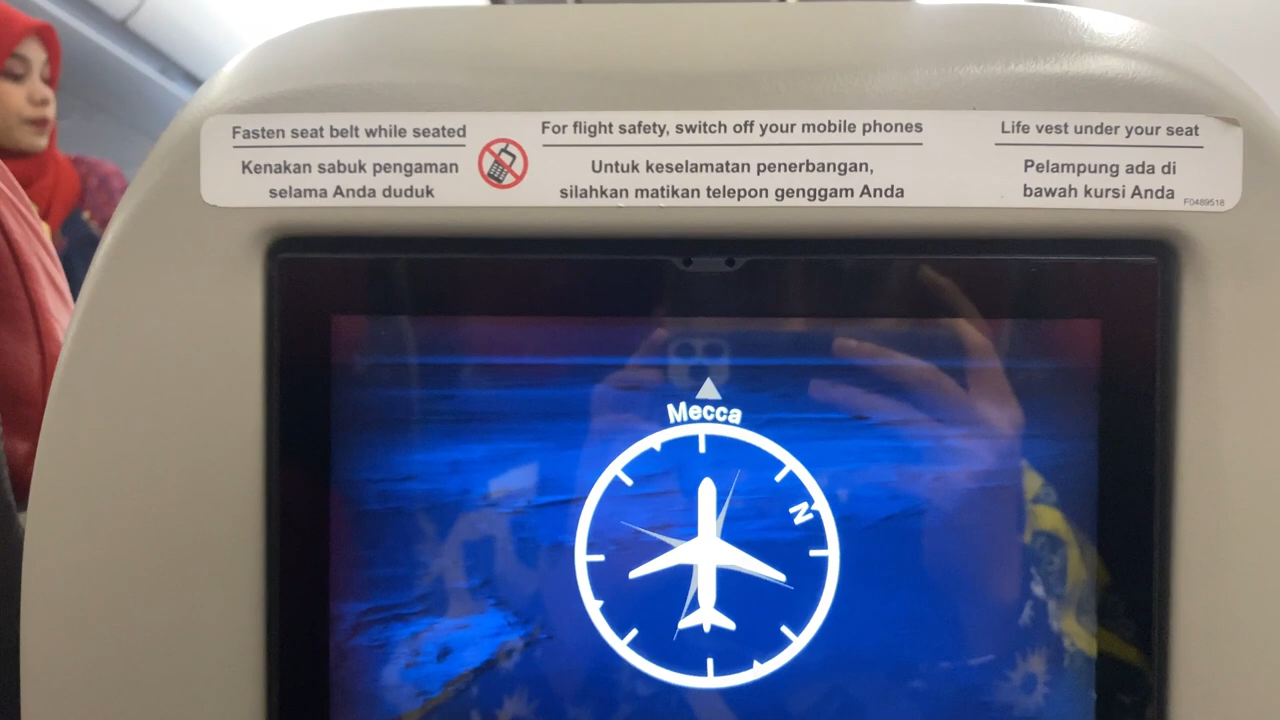 Fasten seat belt while seated
Kenakan sabuk pengaman
selama Anda duduk
For flight safety, switch off your mobile phones
Untuk keselamatan penerbangan,
silahkan matikan telepon genggam Anda
Life vest under your seat
Pelampung ada di
bawah kursi Anda
F0489518
Mecca
N